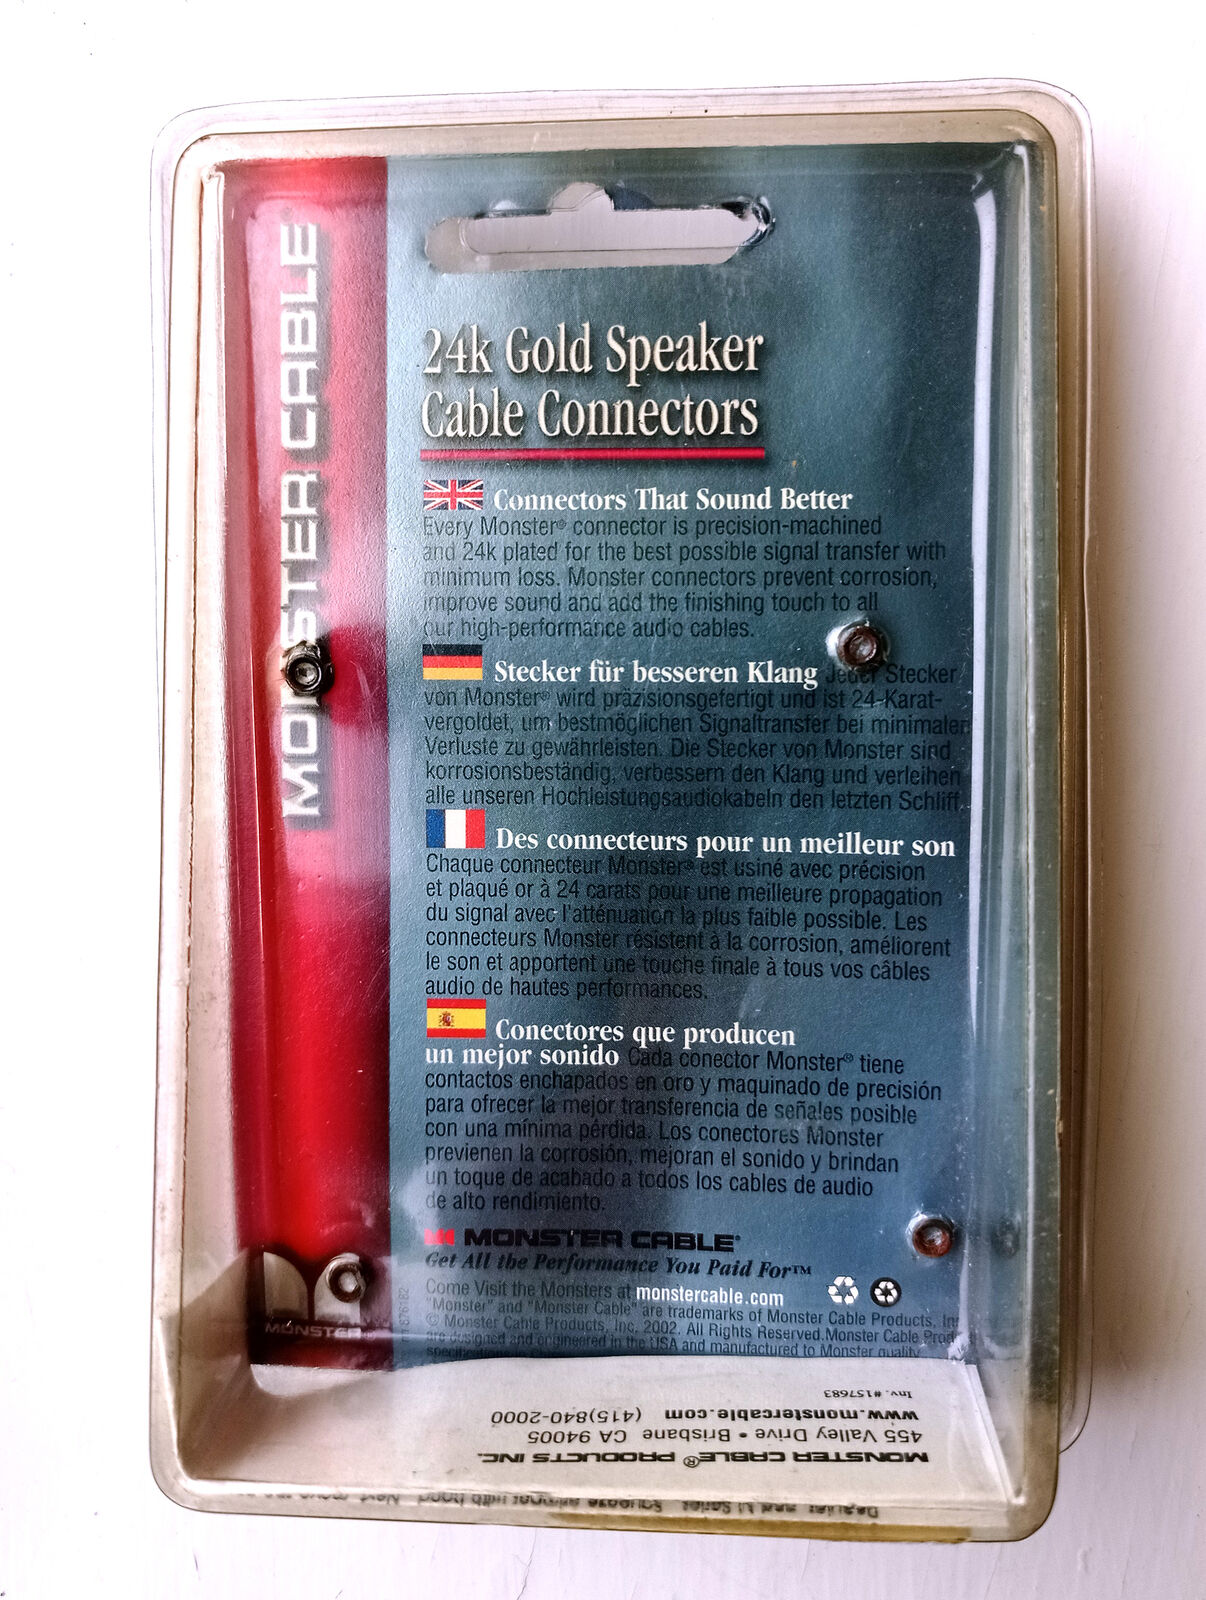 MONSTER CABLE®
24k Gold Speaker
Cable Connectors
Connectors That Sound Better
Every Monster® connector is precision-machined
and 24k plated for the best possible signal transfer with
minimum loss. Monster connectors prevent corrosion,
improve sound and add the finishing touch to all
our high-performance audio cables.
Stecker für besseren Klang Jeder Stecker
von Monster® wird präzisionsgefertigt und ist 24-Karat-
vergoldet, um bestmöglichen Signaltransfer bei minimalen
Verluste zu gewährleisten. Die Stecker von Monster sind
korrosionsbeständig, verbessern den Klang und verleihen
alle unseren Hochleistungsaudiokabeln den letzten Schliff.
Des connecteurs pour un meilleur son
Chaque connecteur Monster® est usiné avec précision
et plaqué or à 24 carats pour une meilleure propagation
du signal avec l'atténuation la plus faible possible. Les
connecteurs Monster résistent à la corrosion, améliorent
le son et apportent une touche finale à tous vos câbles
audio de hautes performances.
Conectores que producen
un mejor sonido Cada conector Monster® tiene
contactos enchapados en oro y maquinado de precisión
para ofrecer la mejor transferencia de señales posible
con una mínima pérdida. Los conectores Monster
previenen la corrosión, mejoran el sonido y brindan
un toque de acabado a todos los cables de audio
de alto rendimiento.
MONSTER CABLE®
Get All the Performance You Paid For™
Come Visit the Monsters at monstercable.com
"Monster" and "Monster Cable" are trademarks of Monster Cable Products,
© Monster Cable Products, Inc. 2002. All Rights Reserved. Monster Cable
are designed and engineered in the USA and manufactured to Monster quality
specifications in
MONSTER®
MONSTER CABLE® PRODUCTS INC.
455 Valley Drive • Brisbane CA 94005
www.monstercable.com (415)840-2000
Inv. #157683